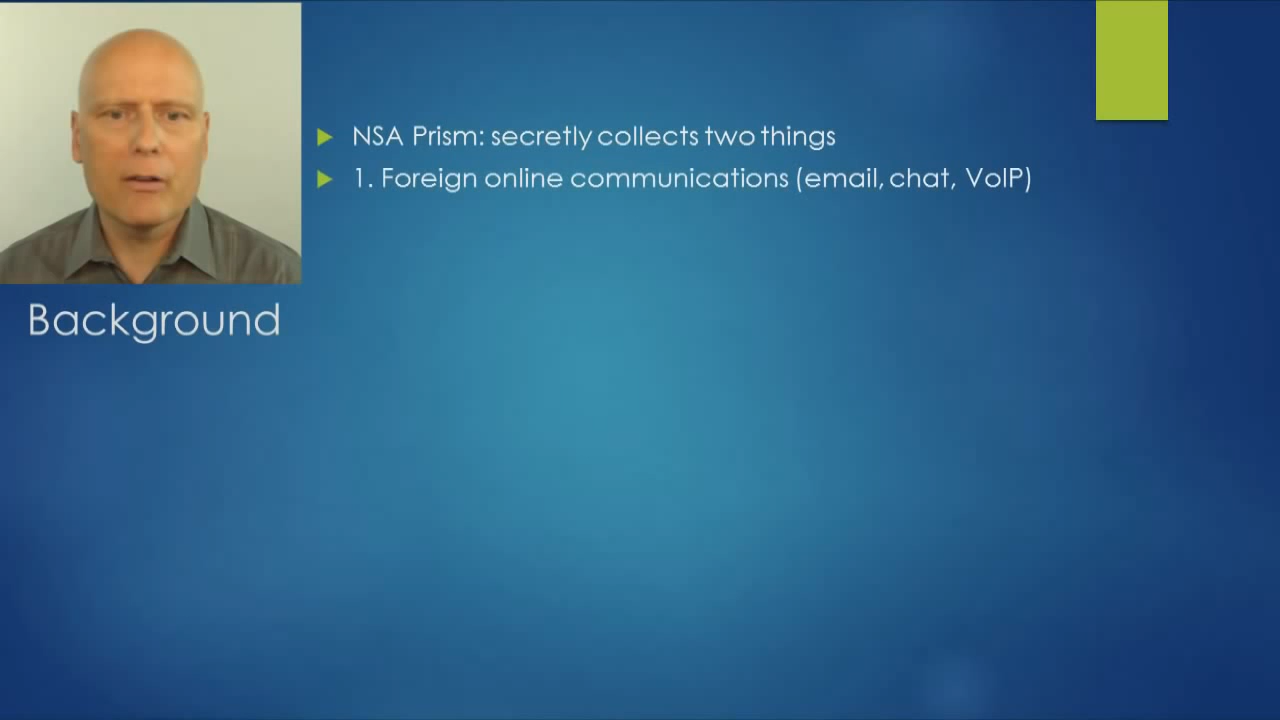 NSA Prism: secretly collects two things
1. Foreign online communications (email, chat, VoIP)
Background